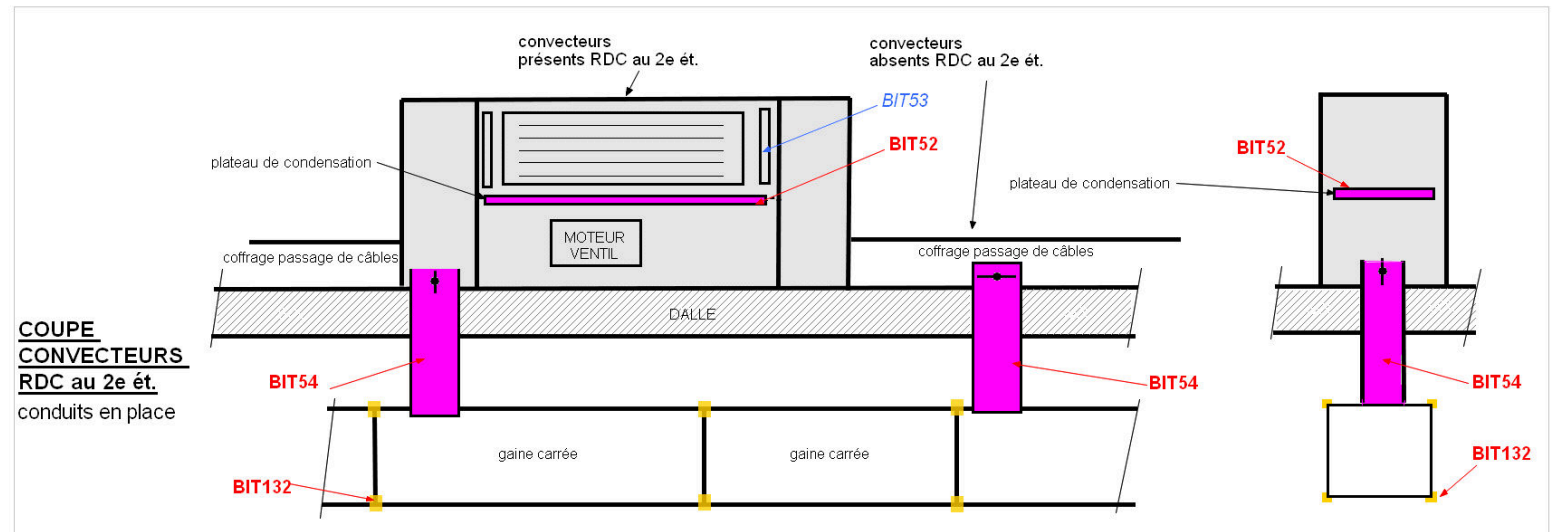 convecteurs
présents RDC au 2e ét.
convecteurs
absents RDC au 2e ét.
BIT53
BIT52
plateau de condensation
BIT52
plateau de condensation
MOTEUR
VENTIL
coffrage passage de câbles
coffrage passage de câbles
DALLE
COUPE
CONVECTEURS
RDC au 2e ét.
conduits en place
BIT54
BIT54
BIT54
gaine carrée
gaine carrée
BIT132
BIT132